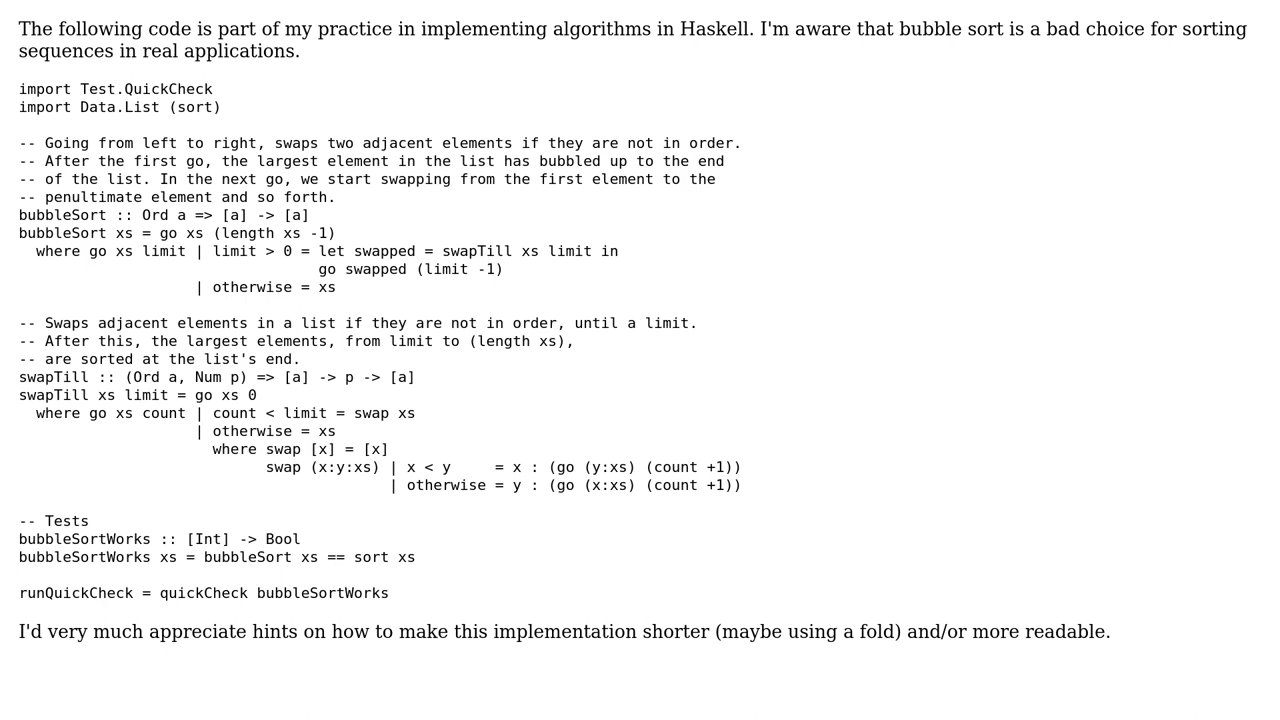 The following code is part of my practice in implementing algorithms in Haskell. I'm aware that bubble sort is a bad choice for sorting
sequences in real applications.
import Test.QuickCheck
import Data.List (sort)
-- Going from left to right, swaps two adjacent elements if they are not in order.
-- After the first go, the largest element in the list has bubbled up to the end
-- of the list. In the next go, we start swapping from the first element to the
-- penultimate element and so forth.
bubbleSort :: Ord a => [a] -> [a]
bubbleSort xs = go xs (length xs -1)
  where go xs limit | limit > 0 = let swapped = swapTill xs limit in
                                  go swapped (limit -1)
                    | otherwise = xs
-- Swaps adjacent elements in a list if they are not in order, until a limit.
-- After this, the largest elements, from limit to (length xs),
-- are sorted at the list's end.
swapTill :: (Ord a, Num p) => [a] -> p -> [a]
swapTill xs limit = go xs 0
  where go xs count | count < limit = swap xs
                    | otherwise = xs
                      where swap [x] = [x]
                            swap (x:y:xs) | x < y     = x : (go (y:xs) (count +1))
                                          | otherwise = y : (go (x:xs) (count +1))
-- Tests
bubbleSortWorks :: [Int] -> Bool
bubbleSortWorks xs = bubbleSort xs == sort xs
runQuickCheck = quickCheck bubbleSortWorks
I'd very much appreciate hints on how to make this implementation shorter (maybe using a fold) and/or more readable.